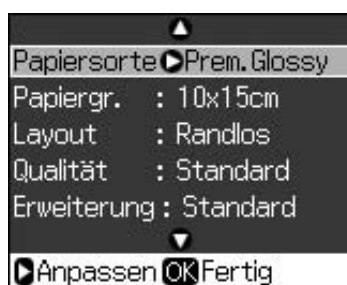 Papiersorte Prem. Glossy
Papiergr. : 10x15cm
Layout : Randlos
Qualität : Standard
Erweiterung : Standard
Anpassen OK Fertig